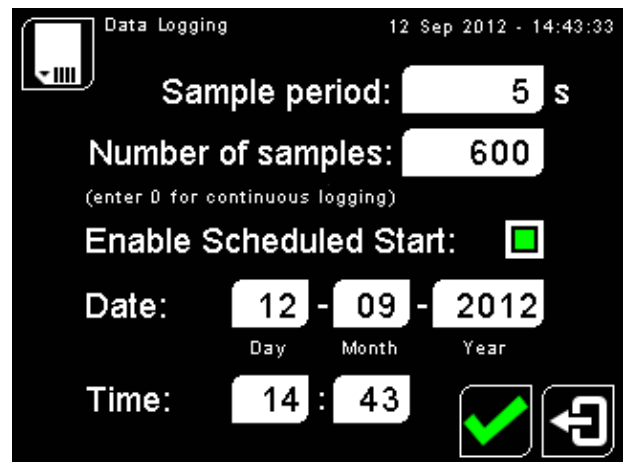 Data Logging 12 Sep 2012 - 14:43:33
Sample period: 5 s
Number of samples: 600
(enter 0 for continuous logging)
Enable Scheduled Start:
Date: 12 - 09 - 2012
Day Month Year
Time: 14 : 43